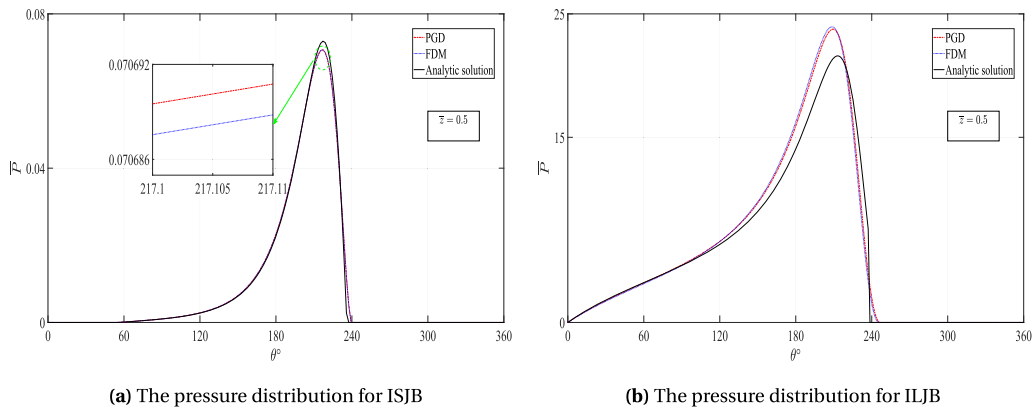 0.08
PGD
FDM
Analytic solution
0.070692
z̅ = 0.5
P̅
0.04
0.070686
217.1
217.105
217.11
0
0
60
120
180
240
300
360
θ°
(a) The pressure distribution for ISJB
25
PGD
FDM
Analytic solution
z̅ = 0.5
15
P̅
0
0
60
120
180
240
300
360
θ°
(b) The pressure distribution for ILJB